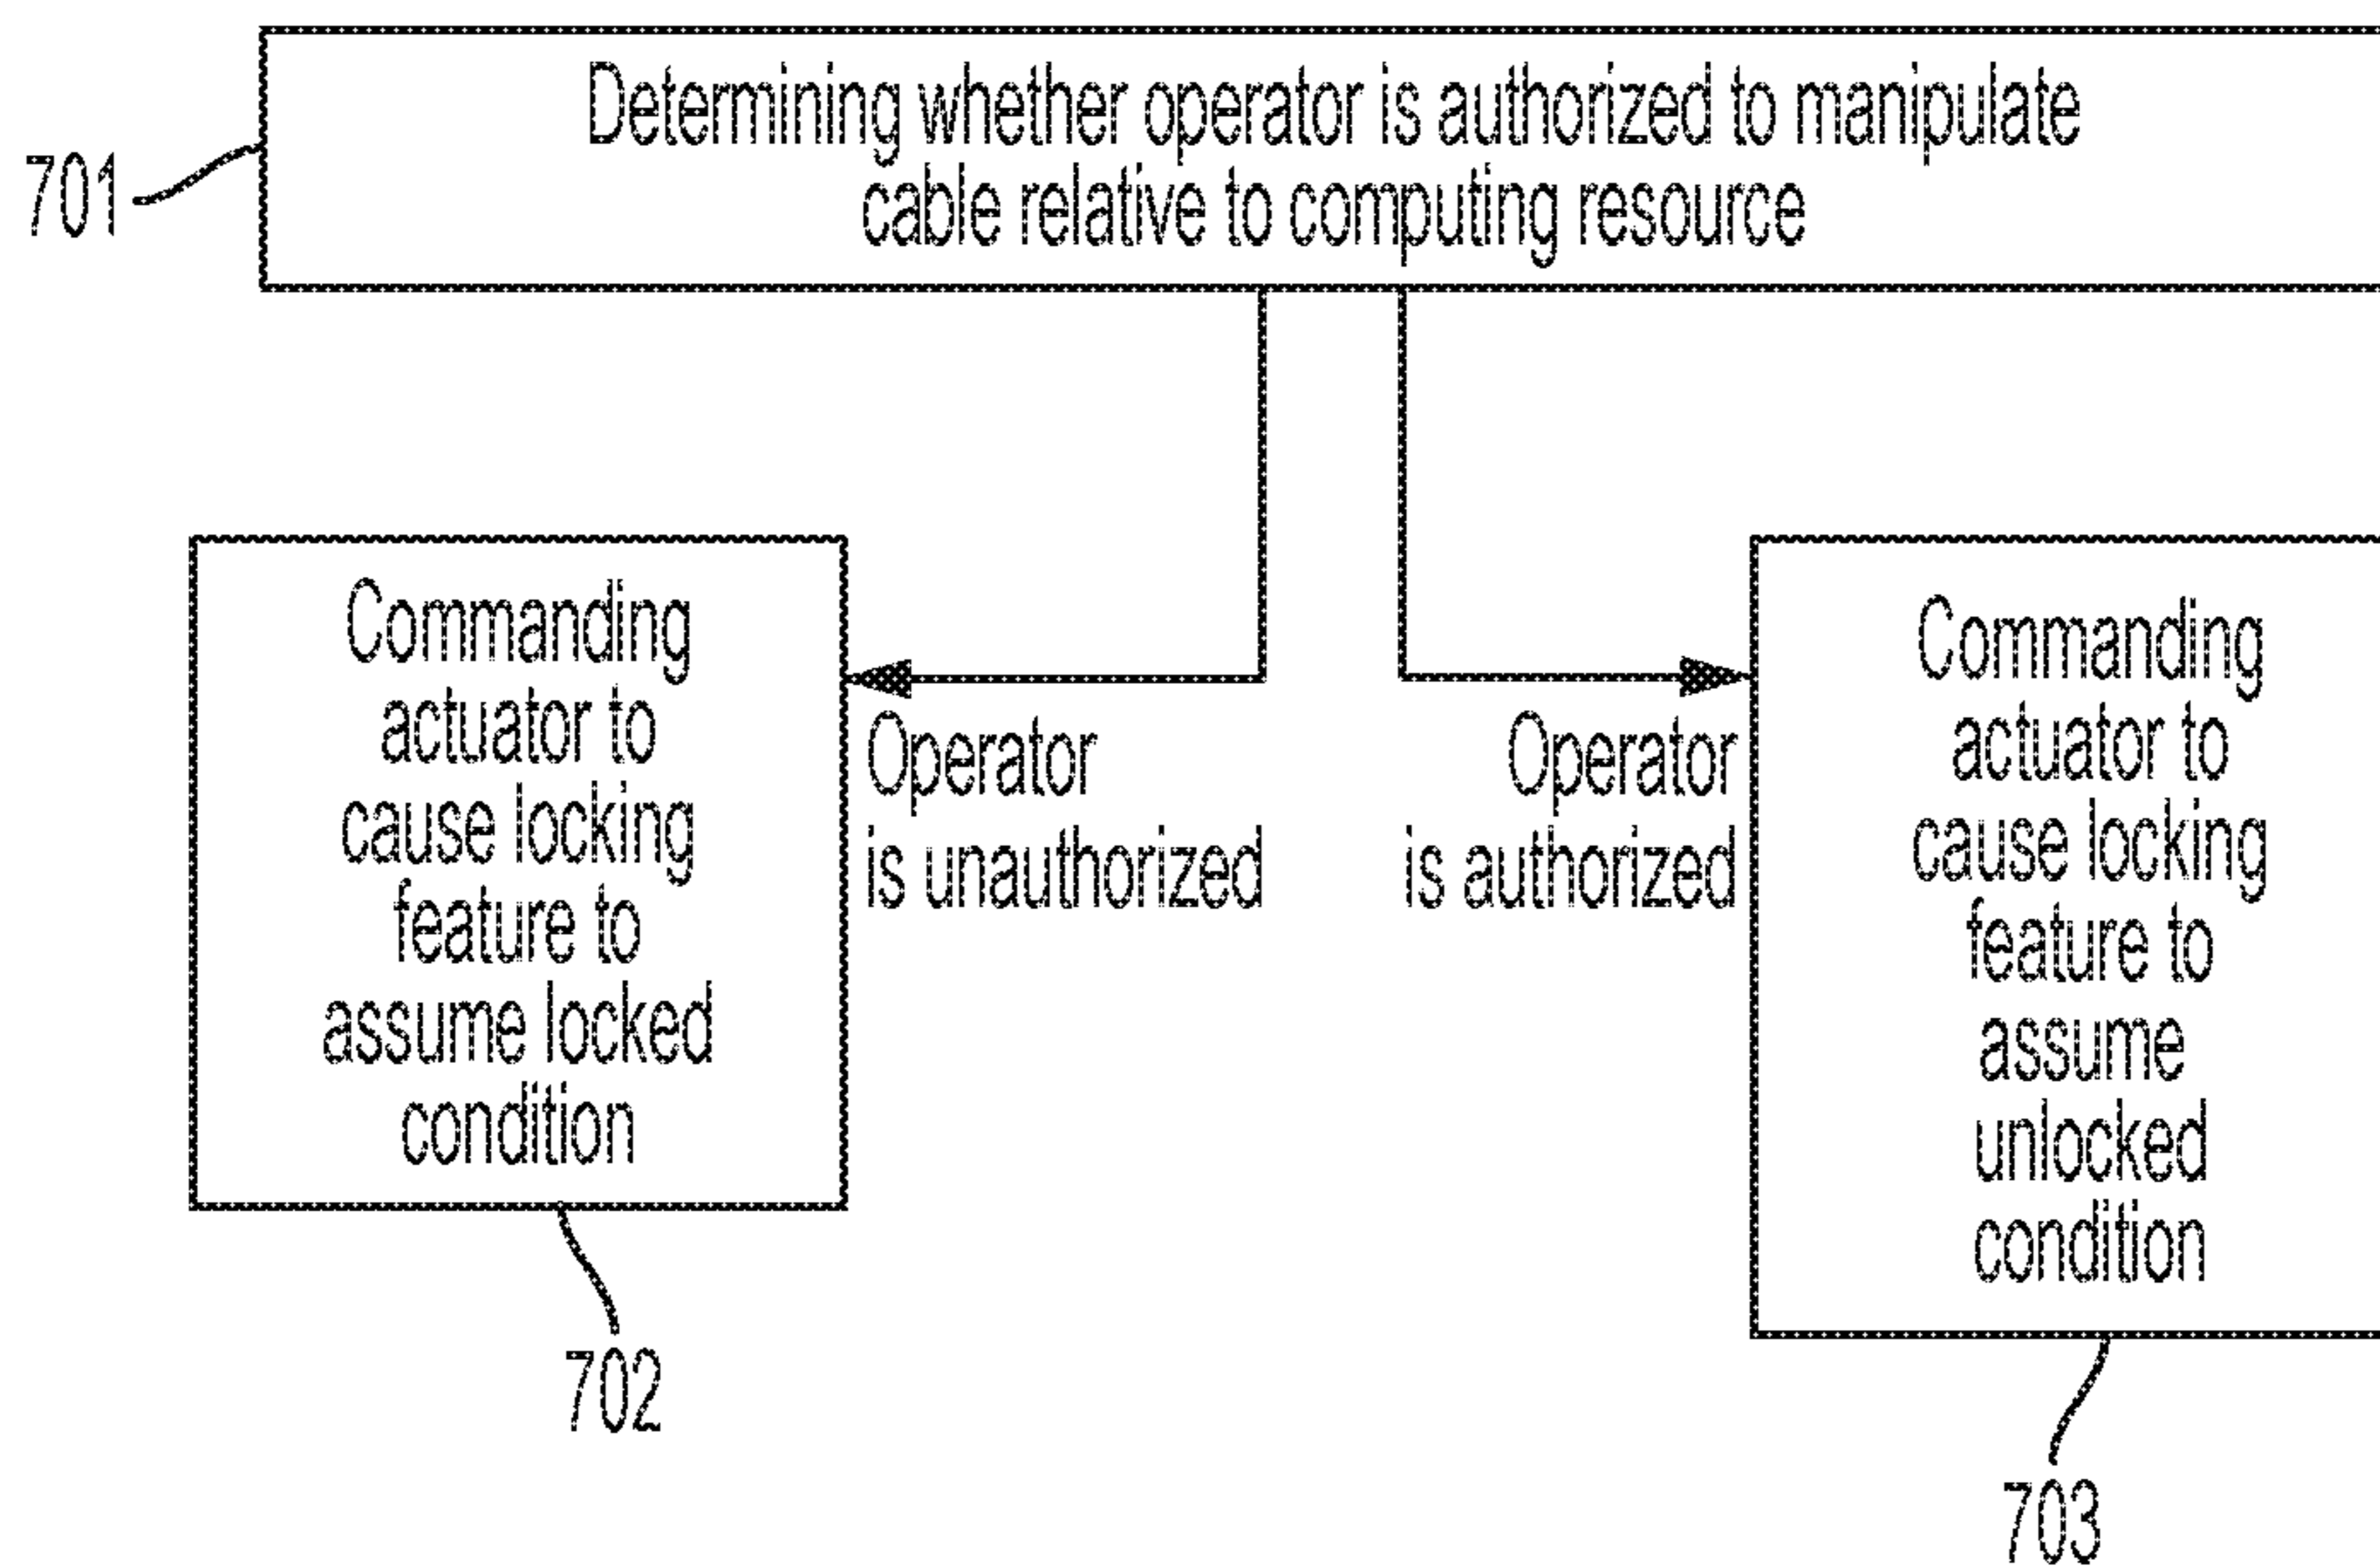 Determining whether operator is authorized to manipulate
cable relative to computing resource
701
Commanding
actuator to
cause locking
feature to
assume locked
condition
702
Operator
is unauthorized
Operator
is authorized
Commanding
actuator to
cause locking
feature to
assume
unlocked
condition
703